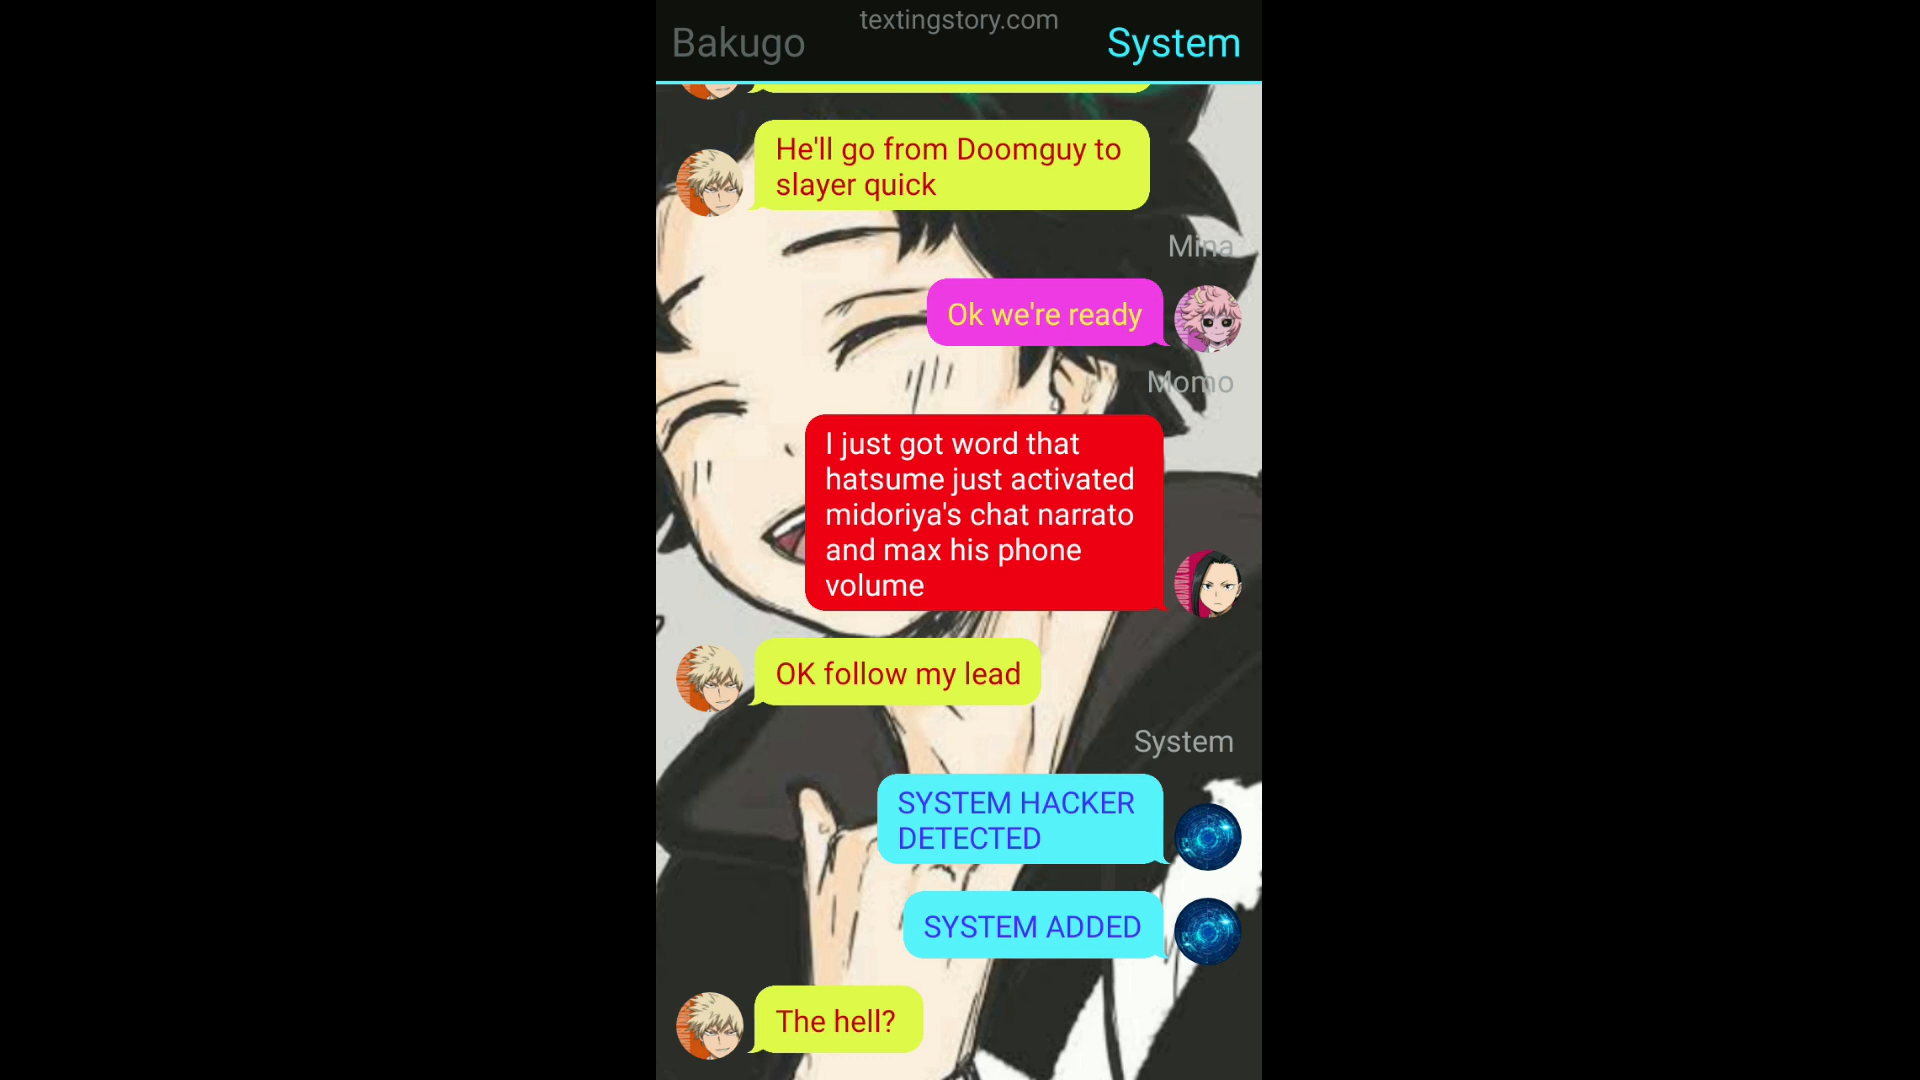 textingstory.com
Bakugo
System
He'll go from Doomguy to
slayer quick
Mina
Ok we're ready
Momo
I just got word that
hatsume just activated
midoriya's chat narrato
and max his phone
volume
OK follow my lead
System
SYSTEM HACKER
DETECTED
SYSTEM ADDED
The hell?